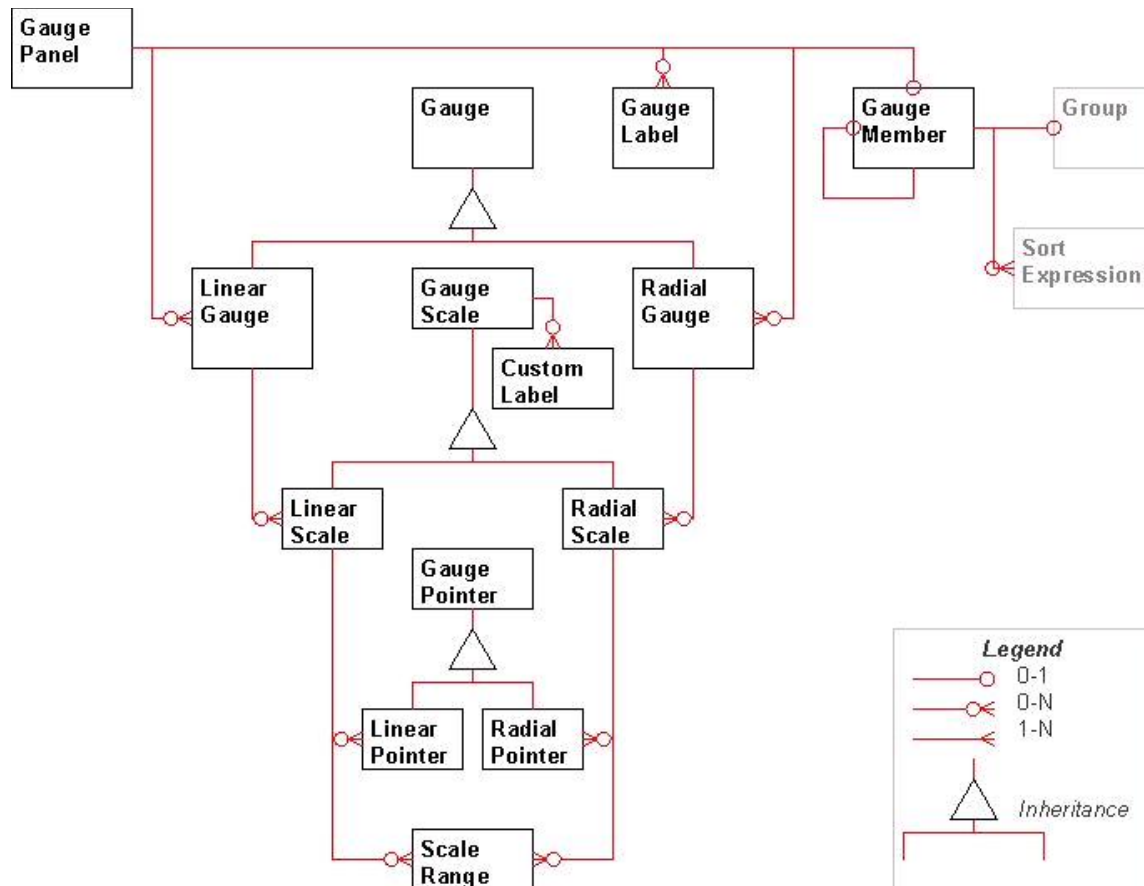 Gauge
Panel
Gauge
Gauge
Label
Gauge
Member
Group
Sort
Expression
Linear
Gauge
Gauge
Scale
Radial
Gauge
Custom
Label
Linear
Scale
Radial
Scale
Gauge
Pointer
Linear
Pointer
Radial
Pointer
Scale
Range
Legend
0-1
0-N
1-N
Inheritance